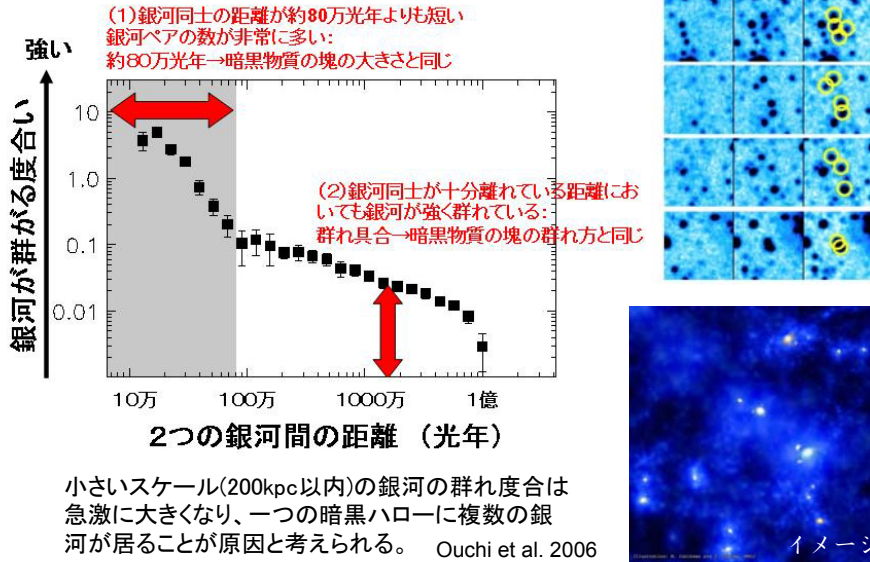 (1)銀河同士の距離が約80万光年よりも短い
銀河ペアの数が非常に多い:
約80万光年→暗黒物質の塊の大きさと同じ
強い
銀河が群がる度合い
10
1.0
0.1
0.01
(2)銀河同士が十分離れている距離にお
いても銀河が強く群れている:
群れ具合→暗黒物質の塊の群れ方と同じ
10万 100万 1000万 1億
2つの銀河間の距離 (光年)
小さいスケール(200kpc以内)の銀河の群れ度合は
急激に大きくなり、一つの暗黒ハローに複数の銀
河が居ることが原因と考えられる。 Ouchi et al. 2006
イメージ